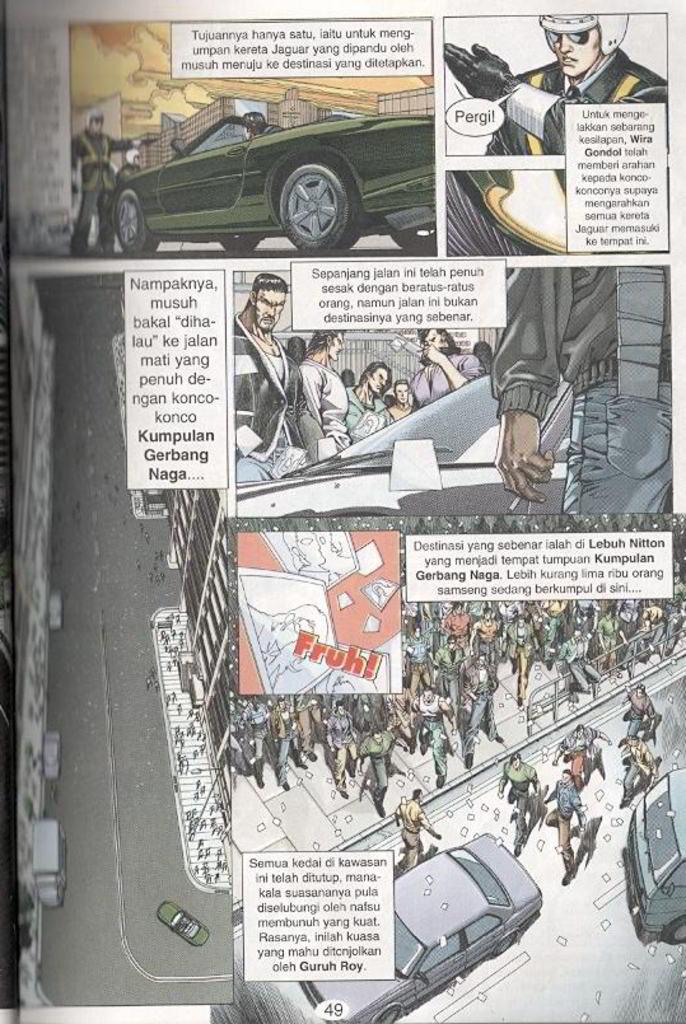 Tujuannya hanya satu, iaitu untuk meng-
umpan kereta Jaguar yang dipandu oleh
musuh menuju ke destinasi yang ditetapkan.
Pergi!
Untuk menge-
lakkan sebarang
kesilapan, Wira
Gondol telah
memberi arahan
kepada konco-
konconya supaya
mengarahkan
semua kereta
Jaguar memasuki
ke tempat ini.
Nampaknya,
musuh
bakal "diha-
lau" ke jalan
mati yang
penuh de-
ngan konco-
konco
Kumpulan
Gerbang
Naga....
Sepanjang jalan ini telah penuh
sesak dengan beratus-ratus
orang, namun jalan ini bukan
destinasinya yang sebenar.
Destinasi yang sebenar ialah di Lebuh Nitton
yang menjadi tempat tumpuan Kumpulan
Gerbang Naga. Lebih kurang lima ribu orang
samseng sedang berkumpul di sini....
Fruh!
Semua kedai di kawasan
ini telah ditutup, mana-
kala suasananya pula
diselubungi oleh nafsu
membunuh yang kuat.
Rasanya, inilah kuasa
yang mahu ditonjolkan
oleh Guruh Roy.
49